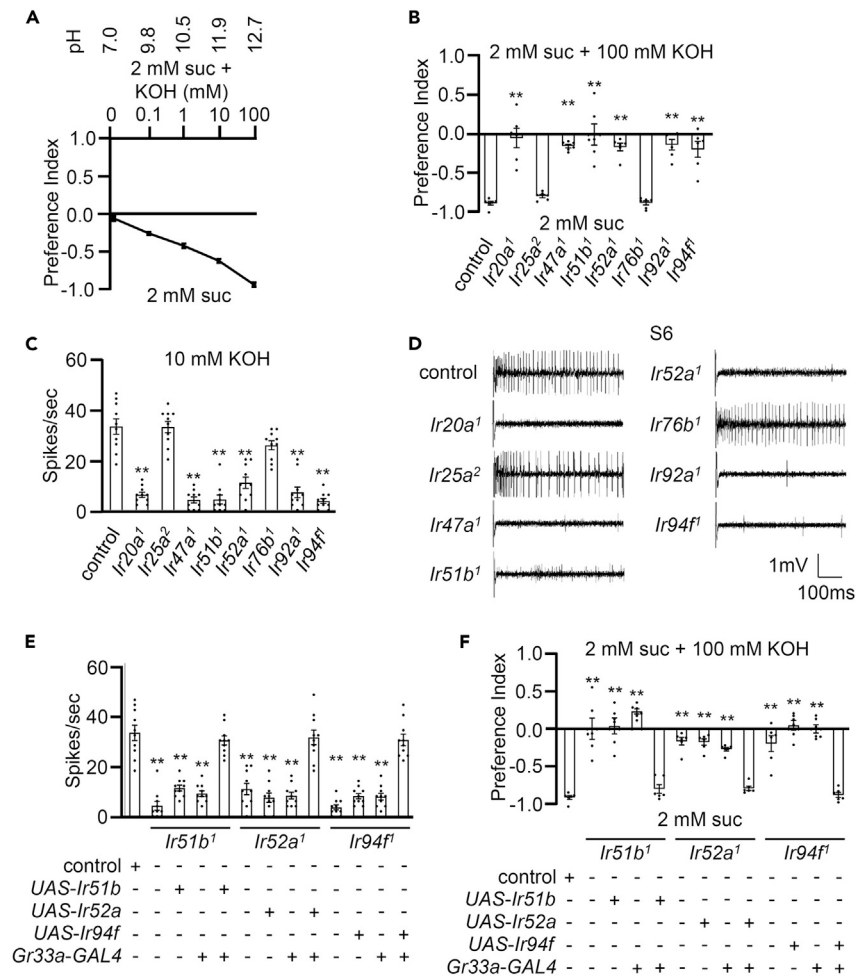 A
pH
7.0
9.8
10.5
11.9
12.7
2 mM suc +
KOH (mM)
0 0.1 1 10 100
Preference Index
1.0
0.5
0.0
-0.5
-1.0
2 mM suc
B
2 mM suc + 100 mM KOH
Preference Index
1.0
0.5
-0.0
-0.5
-1.0
** ** ** ** ** **
2 mM suc
control Ir20a¹ Ir25a² Ir47a¹ Ir51b¹ Ir52a¹ Ir76b¹ Ir92a¹ Ir94f¹
C
10 mM KOH
Spikes/sec
60
40
20
0
** ** ** ** ** **
control Ir20a¹ Ir25a² Ir47a¹ Ir51b¹ Ir52a¹ Ir76b¹ Ir92a¹ Ir94f¹
D
S6
control
Ir20a¹
Ir25a²
Ir47a¹
Ir51b¹
Ir52a¹
Ir76b¹
Ir92a¹
Ir94f¹
1mV
100ms
E
Spikes/sec
60
40
20
0
** ** ** ** ** ** ** ** **
Ir51b¹ Ir52a¹ Ir94f¹
control + - - - - - - - - - - - -
UAS-Ir51b - - + - + - - - - - - - -
UAS-Ir52a - - - - - - + - + - - - -
UAS-Ir94f - - - - - - - - - - + - +
Gr33a-GAL4 - - - + + - - + + - - + +
F
2 mM suc + 100 mM KOH
Preference Index
1.0
0.5
0.00
-0.5
-1.0
** ** ** ** ** ** ** ** **
2 mM suc
Ir51b¹ Ir52a¹ Ir94f¹
control + - - - - - - - - - - - -
UAS-Ir51b - - + - + - - - - - - - -
UAS-Ir52a - - - - - - + - + - - - -
UAS-Ir94f - - - - - - - - - - + - +
Gr33a-GAL4 - - - + + - - + + - - + +